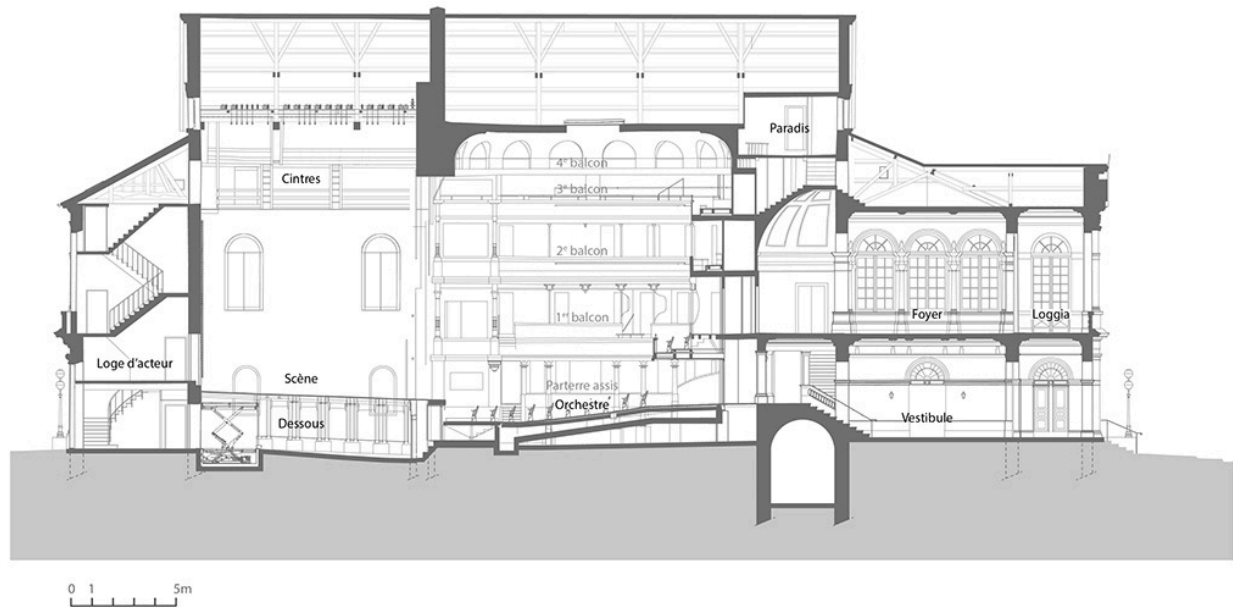 Paradis
4e balcon
Cintres
3e balcon
2e balcon
1er balcon
Foyer
Loggia
Loge d'acteur
Scène
Parterre assis
Orchestre
Dessous
Vestibule
0 1 5m